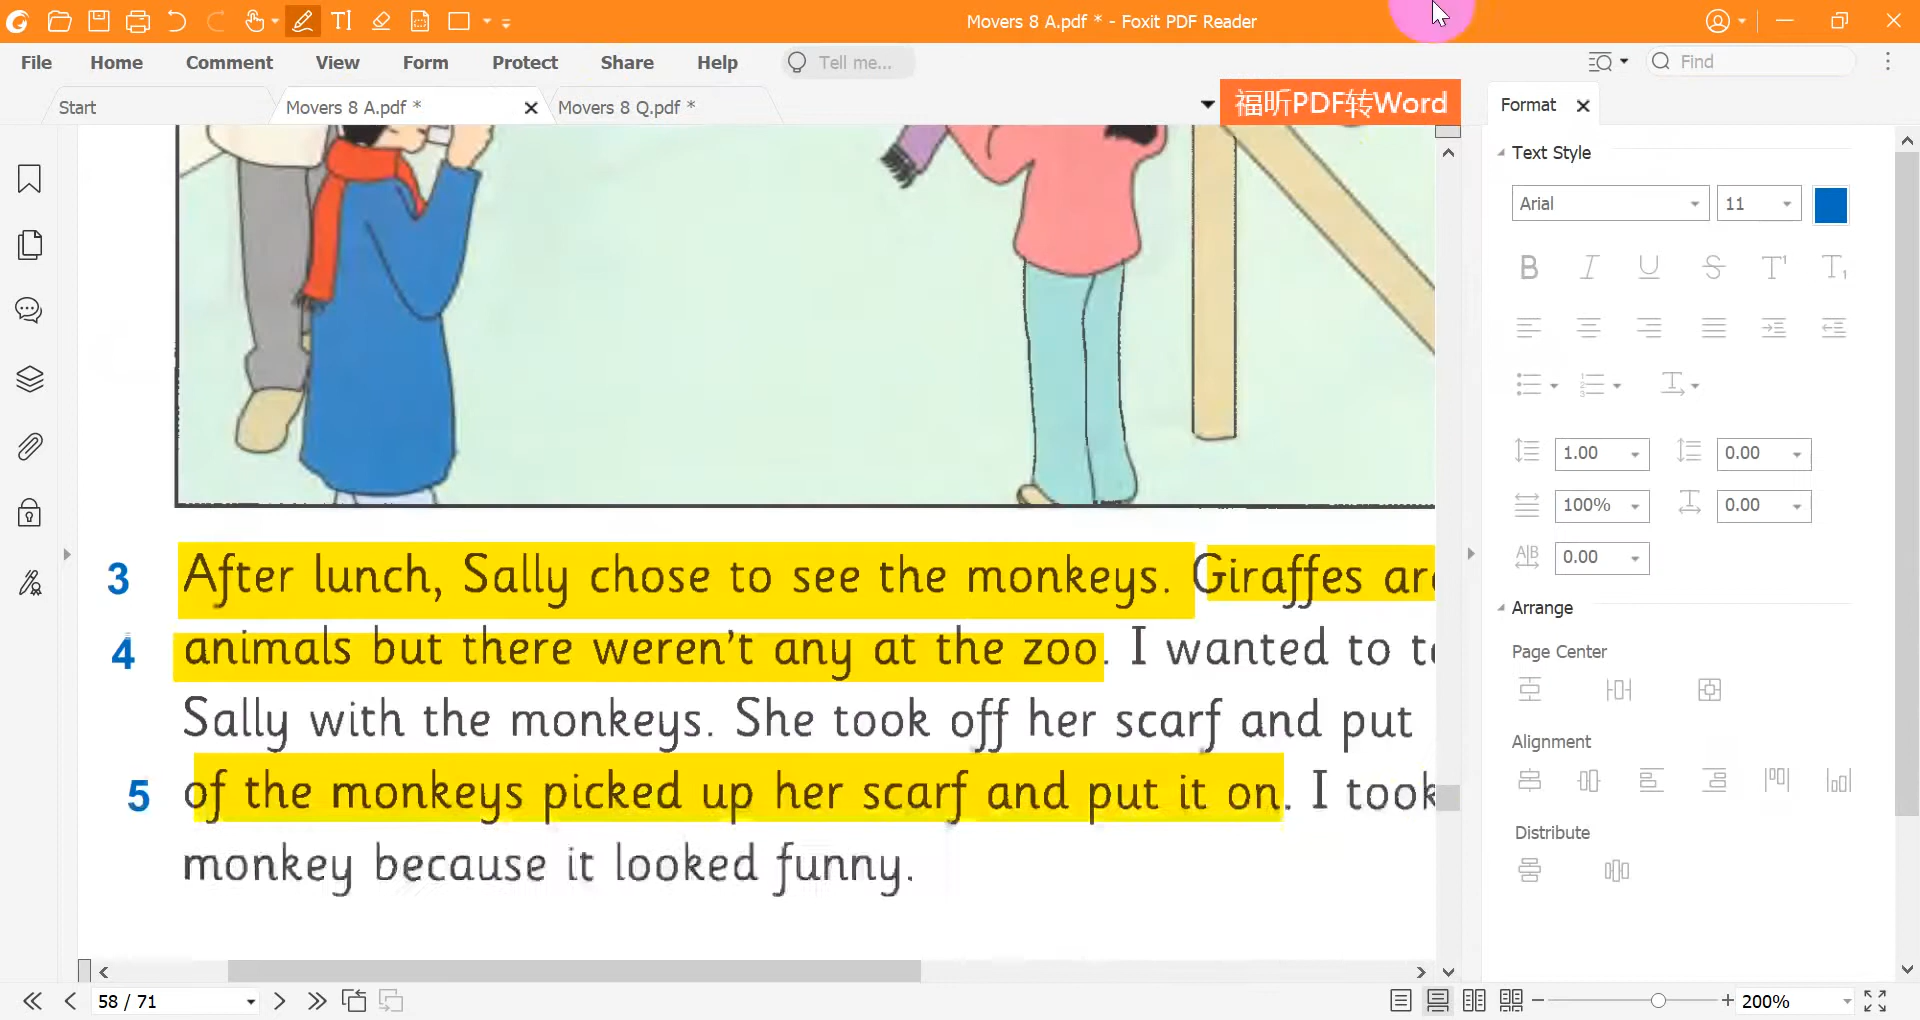 Movers 8 A.pdf * - Foxit PDF Reader
File Home Comment View Form Protect Share Help Tell me... Find
Start Movers 8 A.pdf * Movers 8 Q.pdf * 福昕PDF转Word Format
Text Style
Arial 11
1.00 0.00
100% 0.00
0.00
Arrange
Page Center
Alignment
Distribute
3 After lunch, Sally chose to see the monkeys. Giraffes are
4 animals but there weren't any at the zoo. I wanted to t
Sally with the monkeys. She took off her scarf and put
5 of the monkeys picked up her scarf and put it on. I took
monkey because it looked funny.
58 / 71 200%